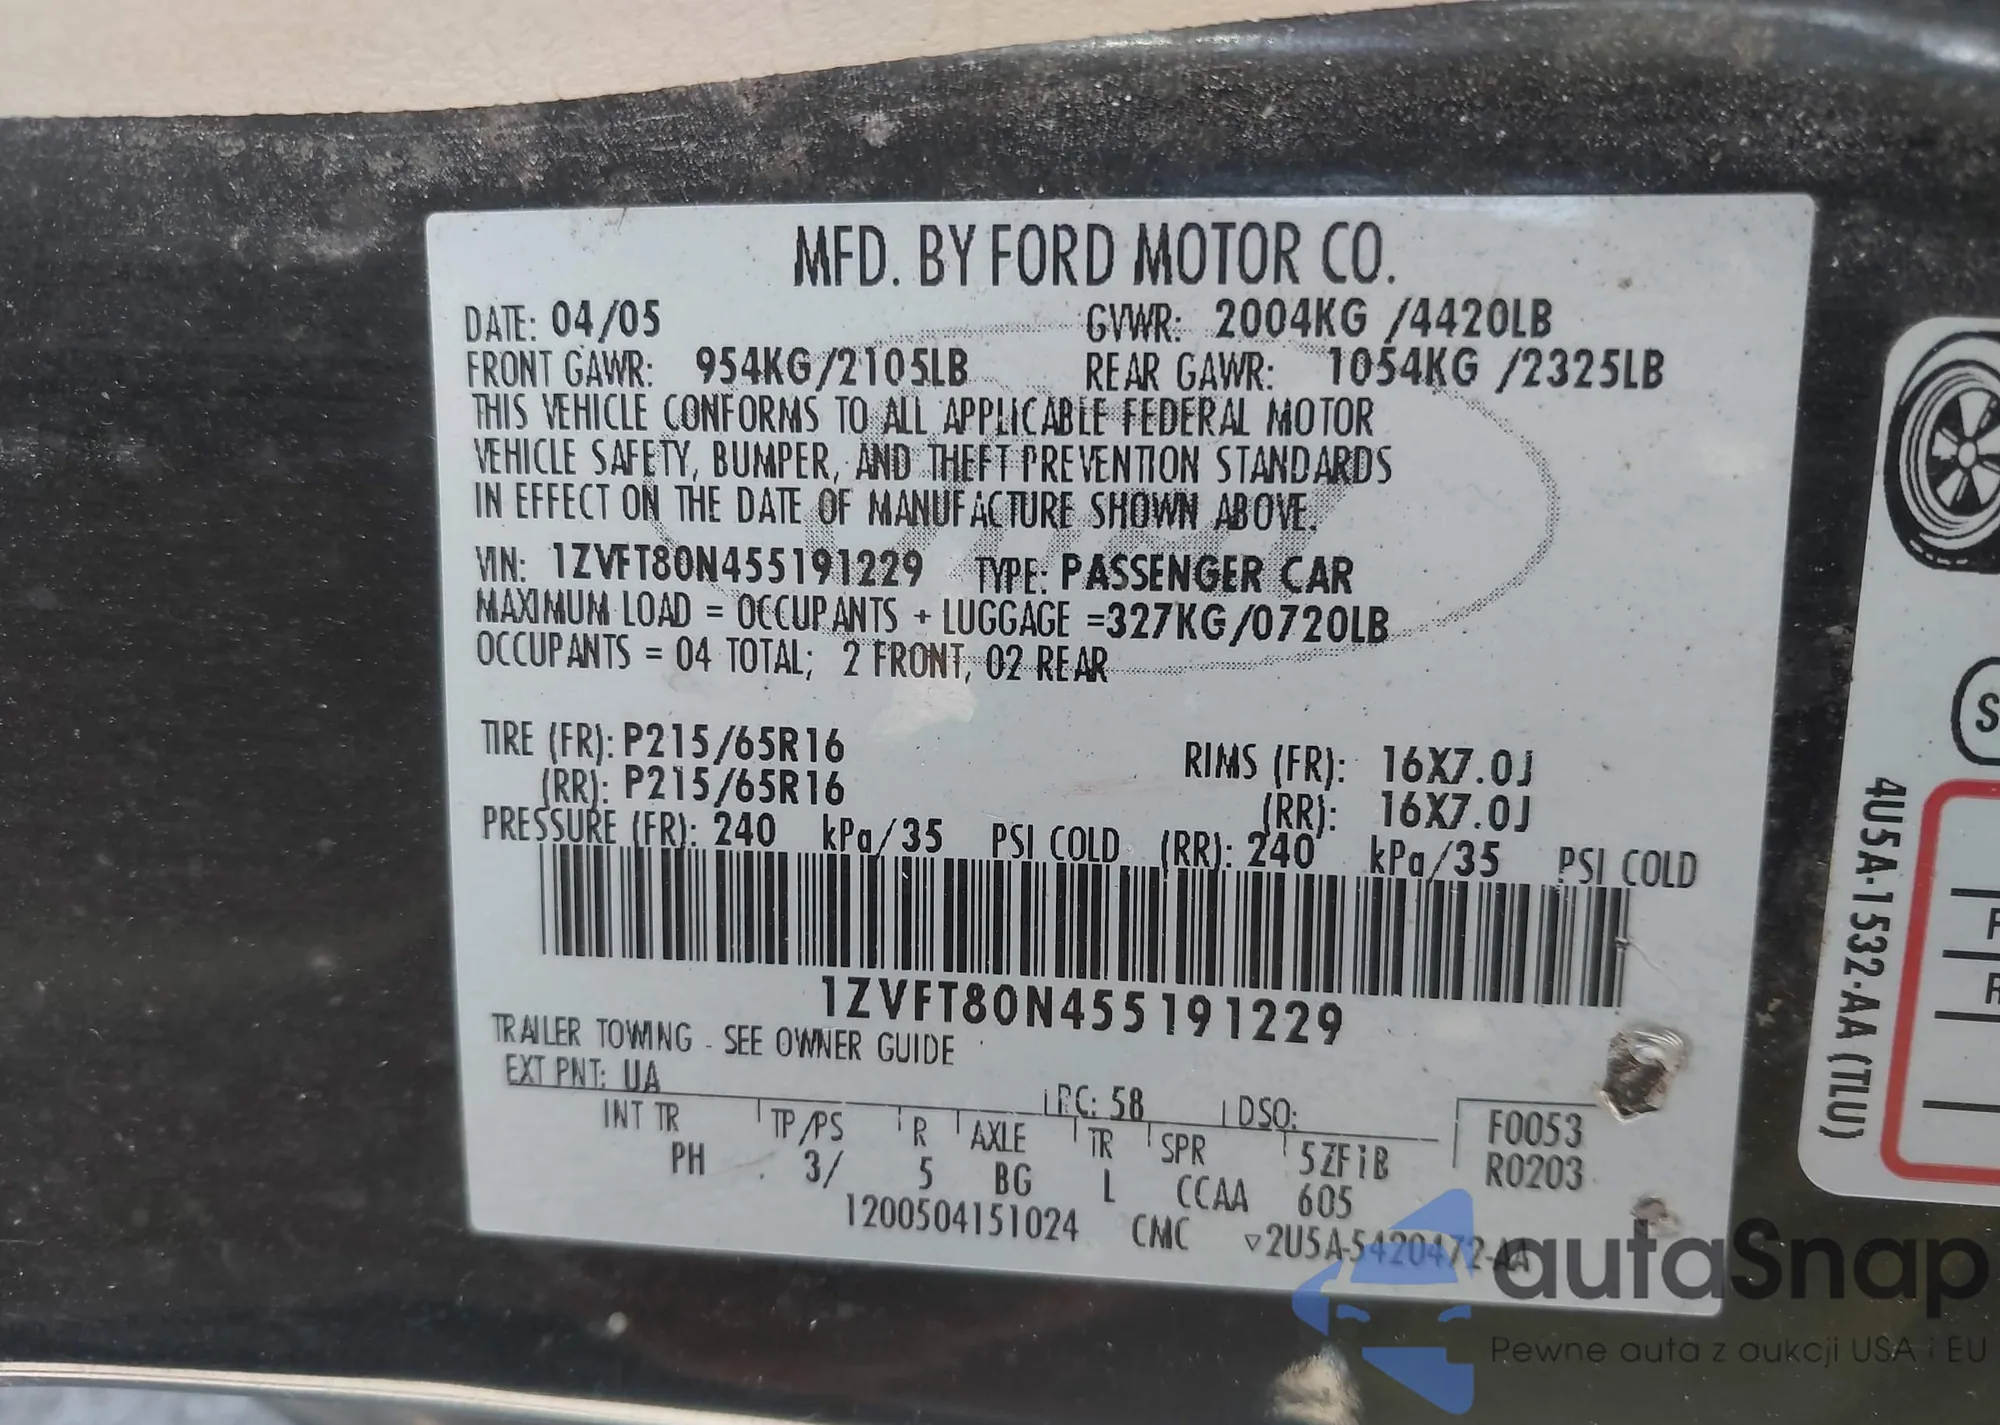 MFD. BY FORD MOTOR CO.
DATE: 04/05 GVWR: 2004KG /4420LB
FRONT GAWR: 954KG/2105LB REAR GAWR: 1054KG /2325LB
THIS VEHICLE CONFORMS TO ALL APPLICABLE FEDERAL MOTOR
VEHICLE SAFETY, BUMPER, AND THEFT PREVENTION STANDARDS
IN EFFECT ON THE DATE OF MANUFACTURE SHOWN ABOVE.
VIN: 1ZVFT80N455191229 TYPE: PASSENGER CAR
MAXIMUM LOAD = OCCUPANTS + LUGGAGE =327KG/0720LB
OCCUPANTS = 04 TOTAL; 2 FRONT, 02 REAR
TIRE (FR): P215/65R16 RIMS (FR): 16X7.0J
(RR): P215/65R16 (RR): 16X7.0J
PRESSURE (FR): 240 kPa/35 PSI COLD (RR): 240 kPa/35 PSI COLD
1ZVFT80N455191229
TRAILER TOWING - SEE OWNER GUIDE
EXT PNT: UA RC: 58 DSO: F0053
INT TR TP/PS R AXLE TR SPR 5ZF1B R0203
PH 3/ 5 BG L CCAA 605
1200504151024 CMC ▽2U5A-5420472-AA
4U5A-1532-AA (TLU)
S
F
R
autaSnap
Pewne auta z aukcji USA i EU